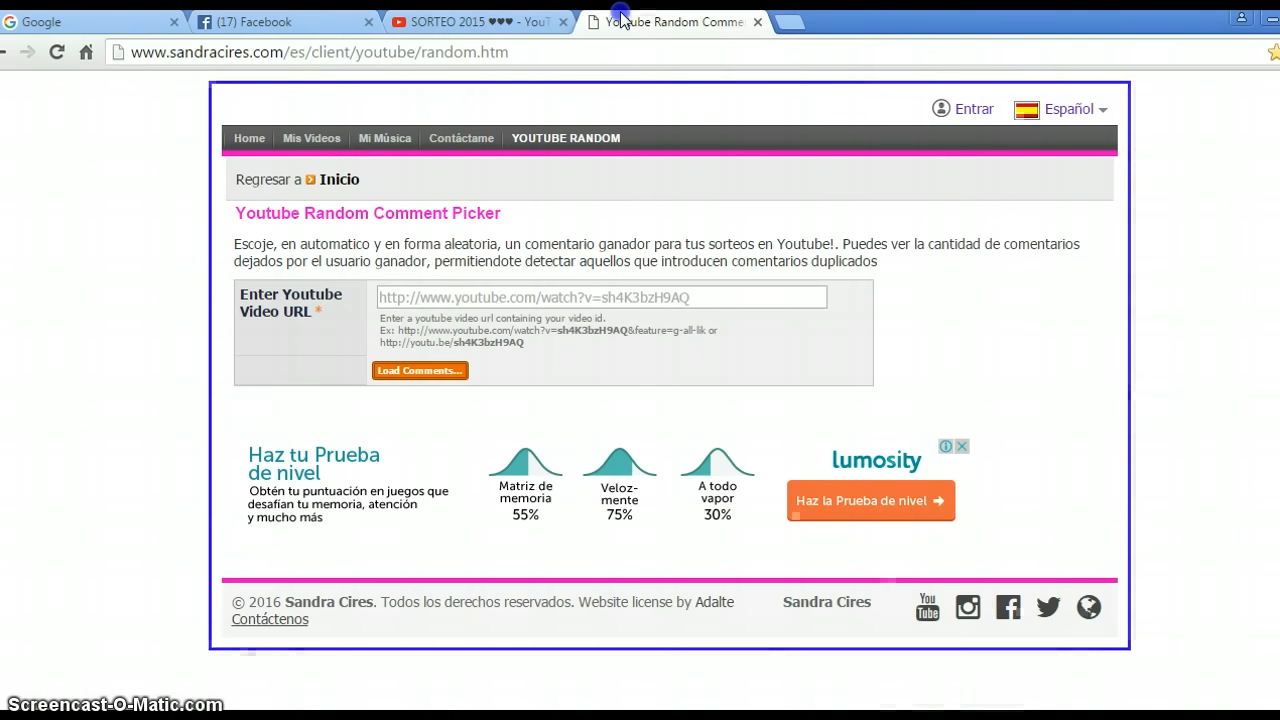 Google
(17) Facebook
SORTEO 2015 ♥♥♥ - YouT
Youtube Random Comme
www.sandracires.com/es/client/youtube/random.htm
Entrar Español
Home Mis Videos Mi Música Contáctame YOUTUBE RANDOM
Regresar a Inicio
Youtube Random Comment Picker
Escoje, en automatico y en forma aleatoria, un comentario ganador para tus sorteos en Youtube!. Puedes ver la cantidad de comentarios
dejados por el usuario ganador, permitiendote detectar aquellos que introducen comentarios duplicados
Enter Youtube
Video URL *
http://www.youtube.com/watch?v=sh4K3bzH9AQ
Enter a youtube video url containing your video id.
Ex: http://www.youtube.com/watch?v=sh4K3bzH9AQ&feature=g-all-lik or
http://youtu.be/sh4K3bzH9AQ
Load Comments...
Haz tu Prueba
de nivel
Obtén tu puntuación en juegos que
desafían tu memoria, atención
y mucho más
Matriz de
memoria
55%
Veloz-
mente
75%
A todo
vapor
30%
lumosity
Haz la Prueba de nivel
© 2016 Sandra Cires. Todos los derechos reservados. Website license by Adalte
Contáctenos
Sandra Cires
You
Tube
Screencast-O-Matic.com